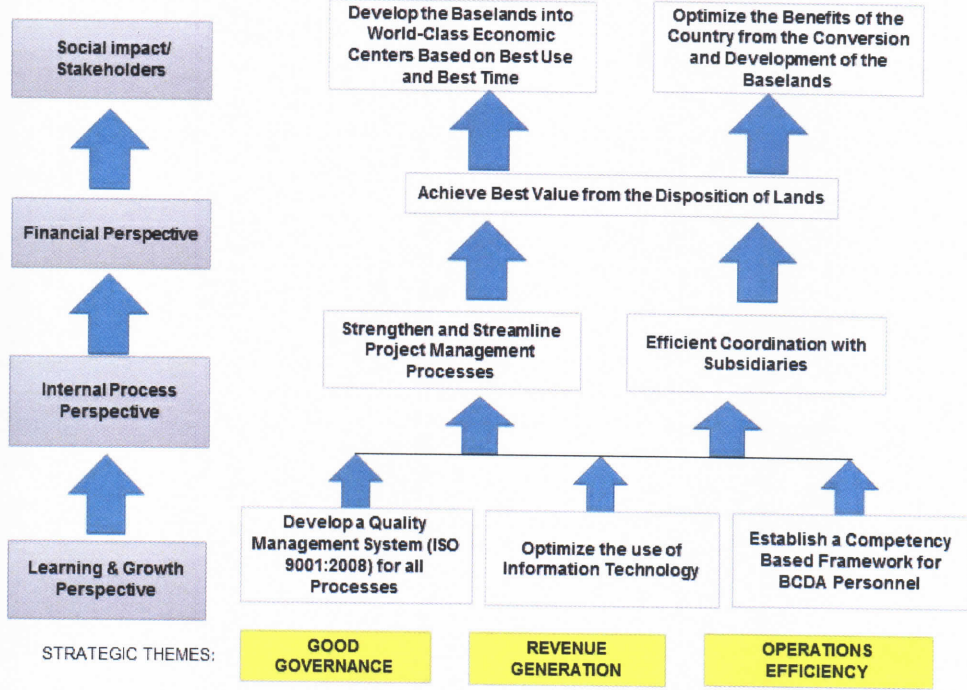 Social impact/
Stakeholders
Develop the Baselands into
World-Class Economic
Centers Based on Best Use
and Best Time
Optimize the Benefits of the
Country from the Conversion
and Development of the
Baselands
Financial Perspective
Achieve Best Value from the Disposition of Lands
Internal Process
Perspective
Strengthen and Streamline
Project Management
Processes
Efficient Coordination with
Subsidiaries
Learning & Growth
Perspective
Develop a Quality
Management System (ISO
9001:2008) for all
Processes
Optimize the use of
Information Technology
Establish a Competency
Based Framework for
BCDA Personnel
STRATEGIC THEMES:
GOOD
GOVERNANCE
REVENUE
GENERATION
OPERATIONS
EFFICIENCY